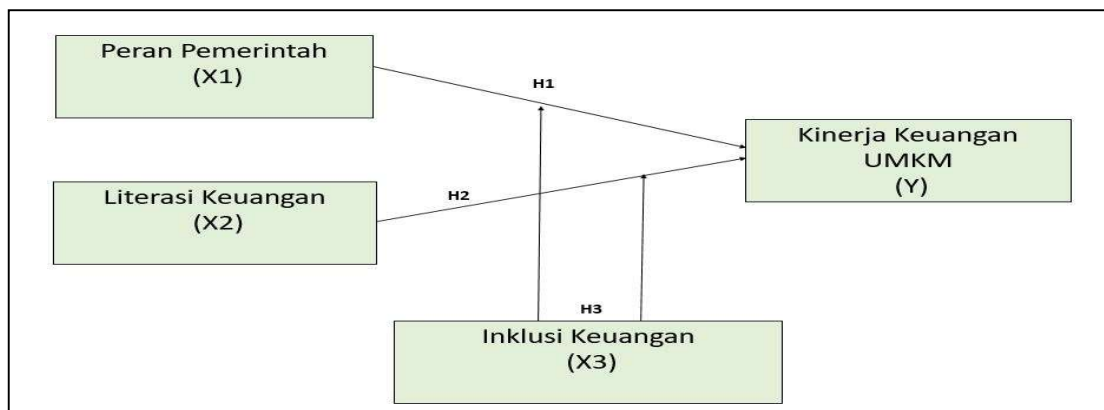 Peran Pemerintah
(X1)
H1
Kinerja Keuangan
UMKM
(Y)
Literasi Keuangan
(X2)
H2
H3
Inklusi Keuangan
(X3)